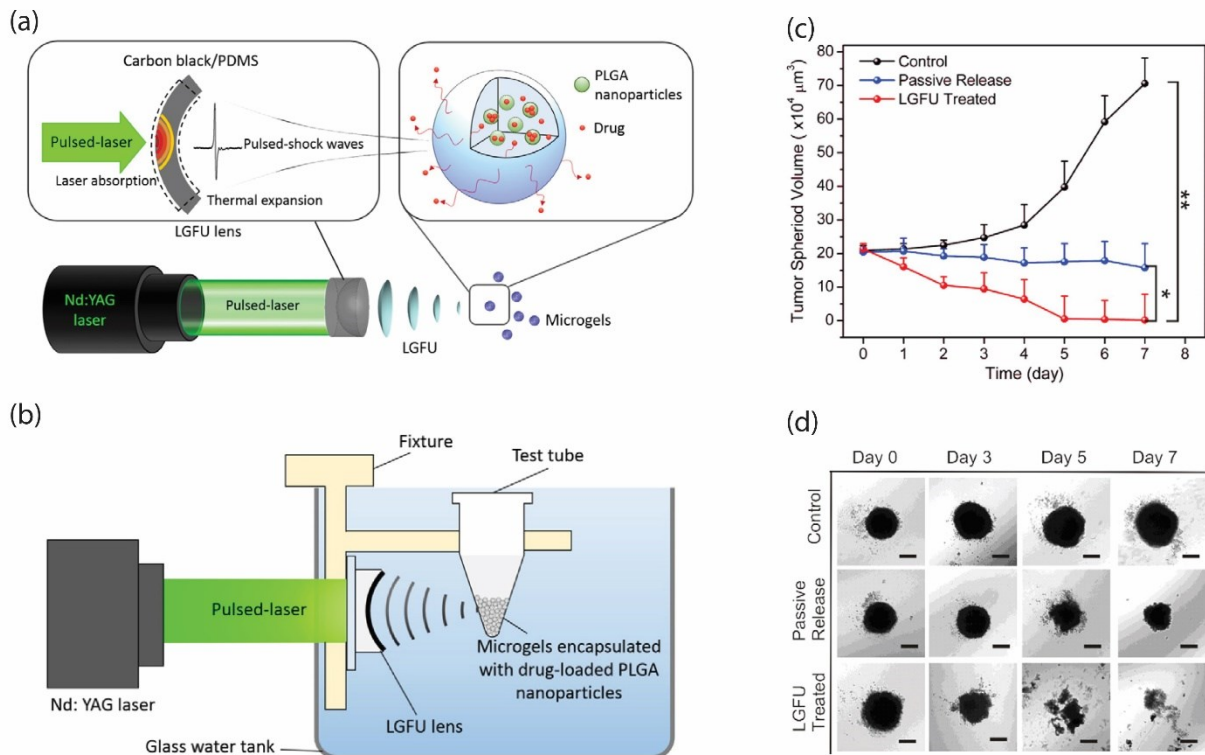 (a)
Carbon black/PDMS
Pulsed-laser
Laser absorption
Pulsed-shock waves
Thermal expansion
LGFU lens
PLGA
nanoparticles
Drug
Nd:YAG
laser
Pulsed-laser
LGFU
Microgels
(b)
Fixture
Test tube
Pulsed-laser
Microgels encapsulated
with drug-loaded PLGA
nanoparticles
Nd: YAG laser
LGFU lens
Glass water tank
(c)
Tumor Spheriod Volume (x10⁴ μm³)
80
70
60
50
40
30
20
10
0
Control
Passive Release
LGFU Treated
**
*
0 1 2 3 4 5 6 7 8
Time (day)
(d)
Day 0 Day 3 Day 5 Day 7
Control
Passive
Release
LGFU
Treated